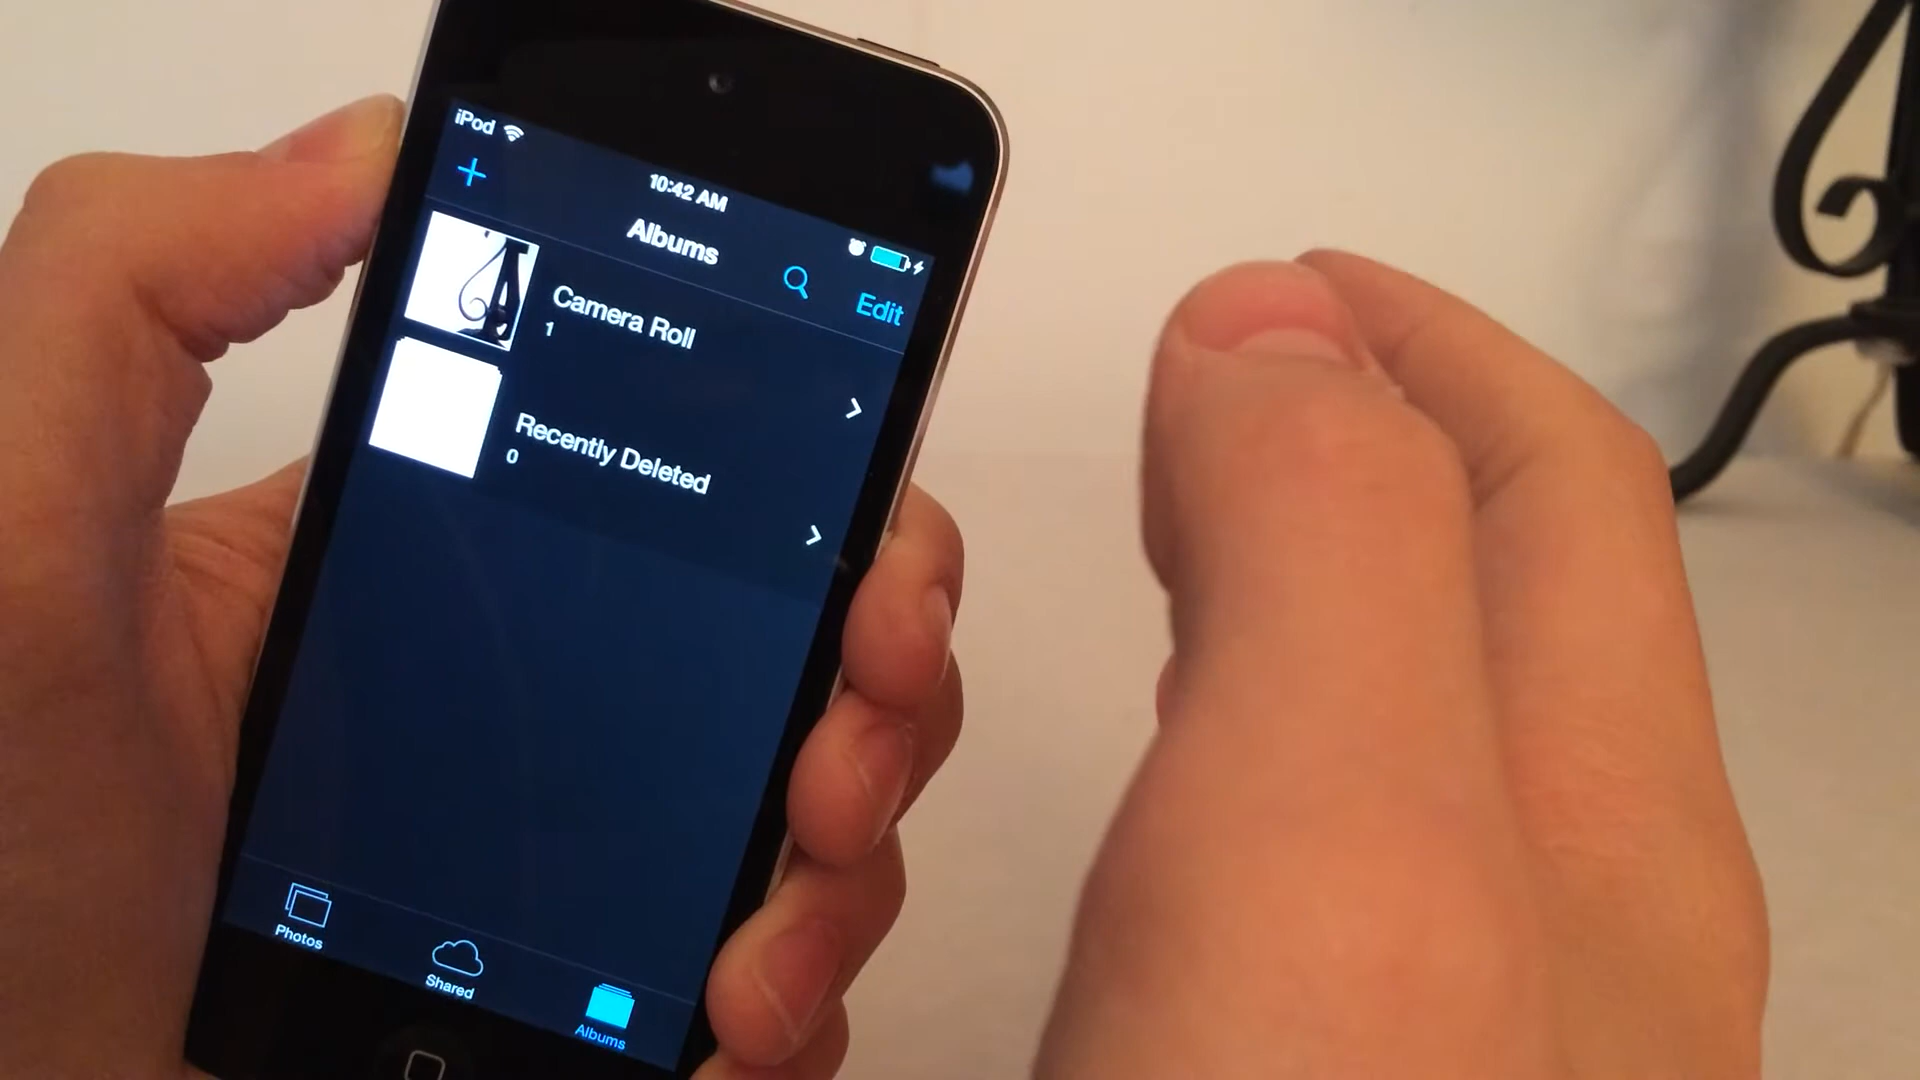 iPod
10:42 AM
Albums
Edit
Camera Roll
1
Recently Deleted
0
Photos
Shared
Albums